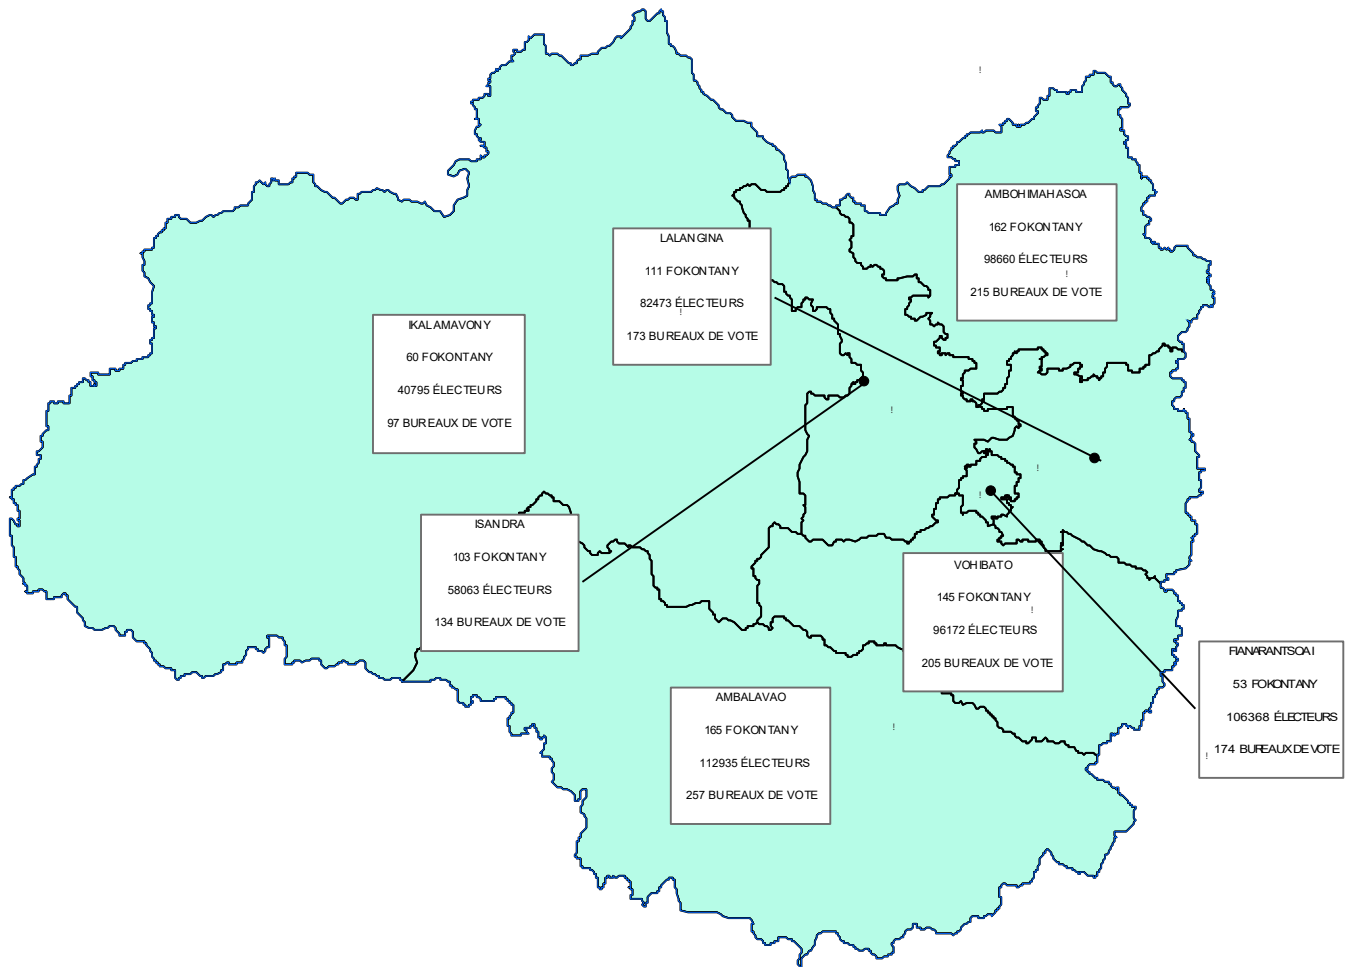 AMBOHIMAHASOA
162 FOKONTANY
98660 ÉLECTEURS
215 BUREAUX DE VOTE
LALANGINA
111 FOKONTANY
82473 ÉLECTEURS
173 BUREAUX DE VOTE
IKALAMAVONY
60 FOKONTANY
40795 ÉLECTEURS
97 BUREAUX DE VOTE
ISANDRA
103 FOKONTANY
58063 ÉLECTEURS
134 BUREAUX DE VOTE
VOHIBATO
145 FOKONTANY
96172 ÉLECTEURS
205 BUREAUX DE VOTE
FIANARANTSOA I
53 FOKONTANY
106368 ÉLECTEURS
174 BUREAUX DE VOTE
AMBALAVAO
165 FOKONTANY
112935 ÉLECTEURS
257 BUREAUX DE VOTE